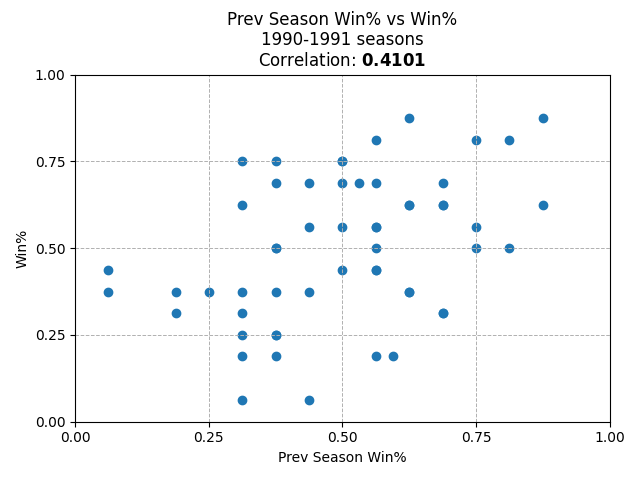 Prev Season Win% vs Win%
1990-1991 seasons
Correlation: 0.4101
1.00
0.75
0.50
0.25
0.00
Win%
0.00 0.25 0.50 0.75 1.00
Prev Season Win%